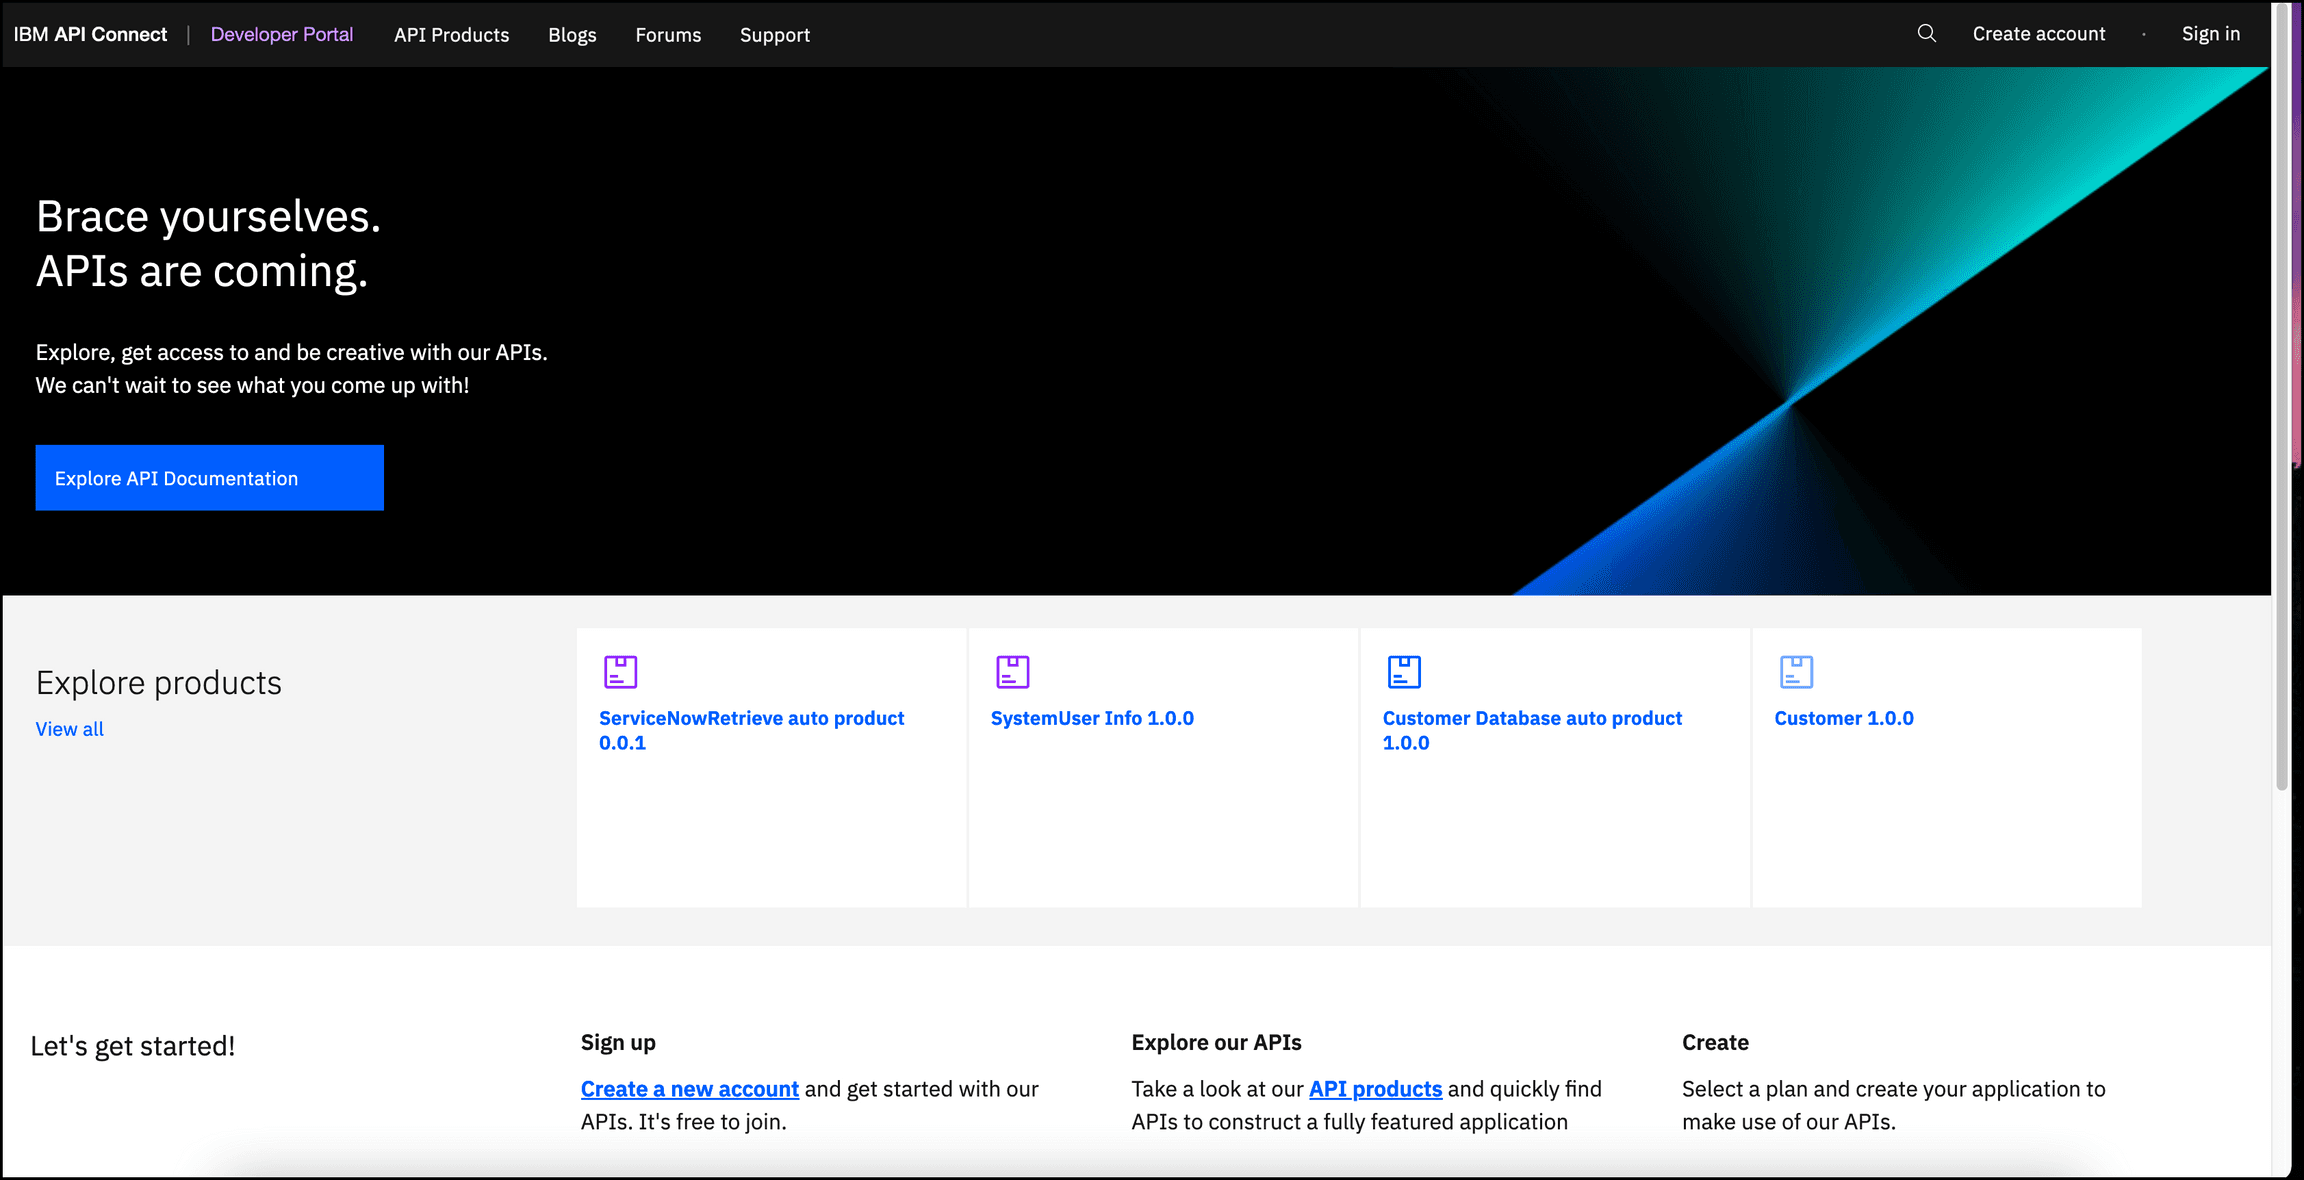 IBM API Connect | Developer Portal API Products Blogs Forums Support Create account · Sign in
Brace yourselves.
APIs are coming.
Explore, get access to and be creative with our APIs.
We can't wait to see what you come up with!
Explore API Documentation
Explore products
View all
ServiceNowRetrieve auto product
0.0.1
SystemUser Info 1.0.0
Customer Database auto product
1.0.0
Customer 1.0.0
Let's get started!
Sign up
Create a new account and get started with our
APIs. It's free to join.
Explore our APIs
Take a look at our API products and quickly find
APIs to construct a fully featured application
Create
Select a plan and create your application to
make use of our APIs.